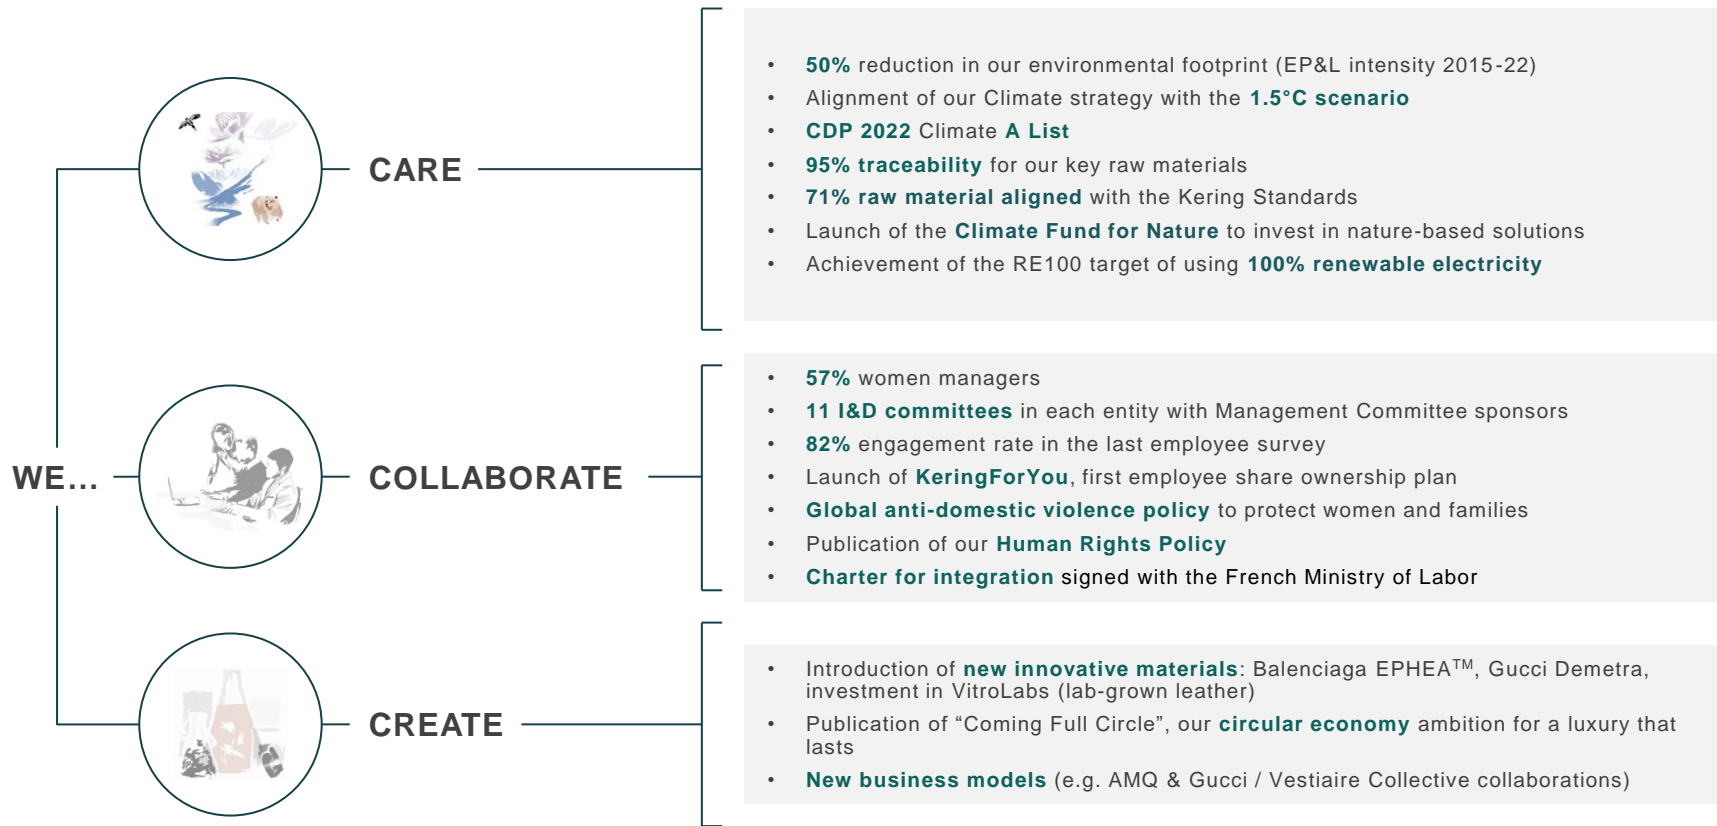 WE...
CARE
• 50% reduction in our environmental footprint (EP&L intensity 2015-22)
• Alignment of our Climate strategy with the 1.5°C scenario
• CDP 2022 Climate A List
• 95% traceability for our key raw materials
• 71% raw material aligned with the Kering Standards
• Launch of the Climate Fund for Nature to invest in nature-based solutions
• Achievement of the RE100 target of using 100% renewable electricity
COLLABORATE
• 57% women managers
• 11 I&D committees in each entity with Management Committee sponsors
• 82% engagement rate in the last employee survey
• Launch of KeringForYou, first employee share ownership plan
• Global anti-domestic violence policy to protect women and families
• Publication of our Human Rights Policy
• Charter for integration signed with the French Ministry of Labor
CREATE
• Introduction of new innovative materials: Balenciaga EPHEA™, Gucci Demetra,
investment in VitroLabs (lab-grown leather)
• Publication of “Coming Full Circle”, our circular economy ambition for a luxury that
lasts
• New business models (e.g. AMQ & Gucci / Vestiaire Collective collaborations)